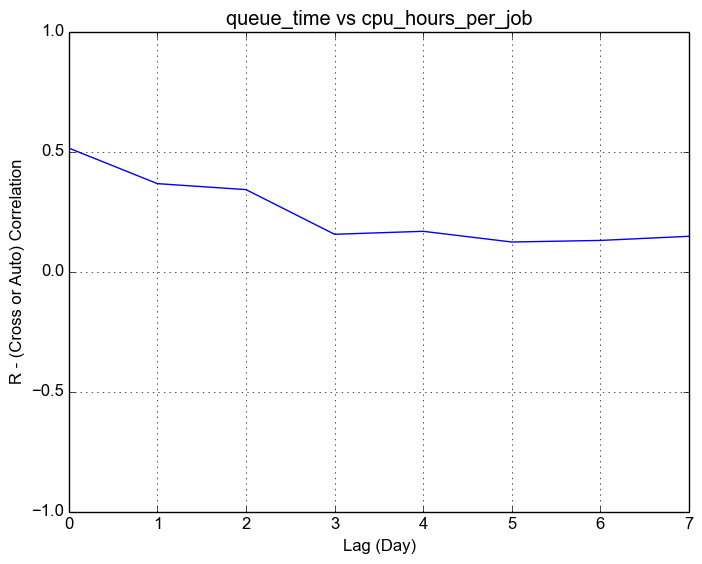 queue_time vs cpu_hours_per_job
1.0
0.5
0.0
−0.5
−1.0
0 1 2 3 4 5 6 7
Lag (Day)
R - (Cross or Auto) Correlation